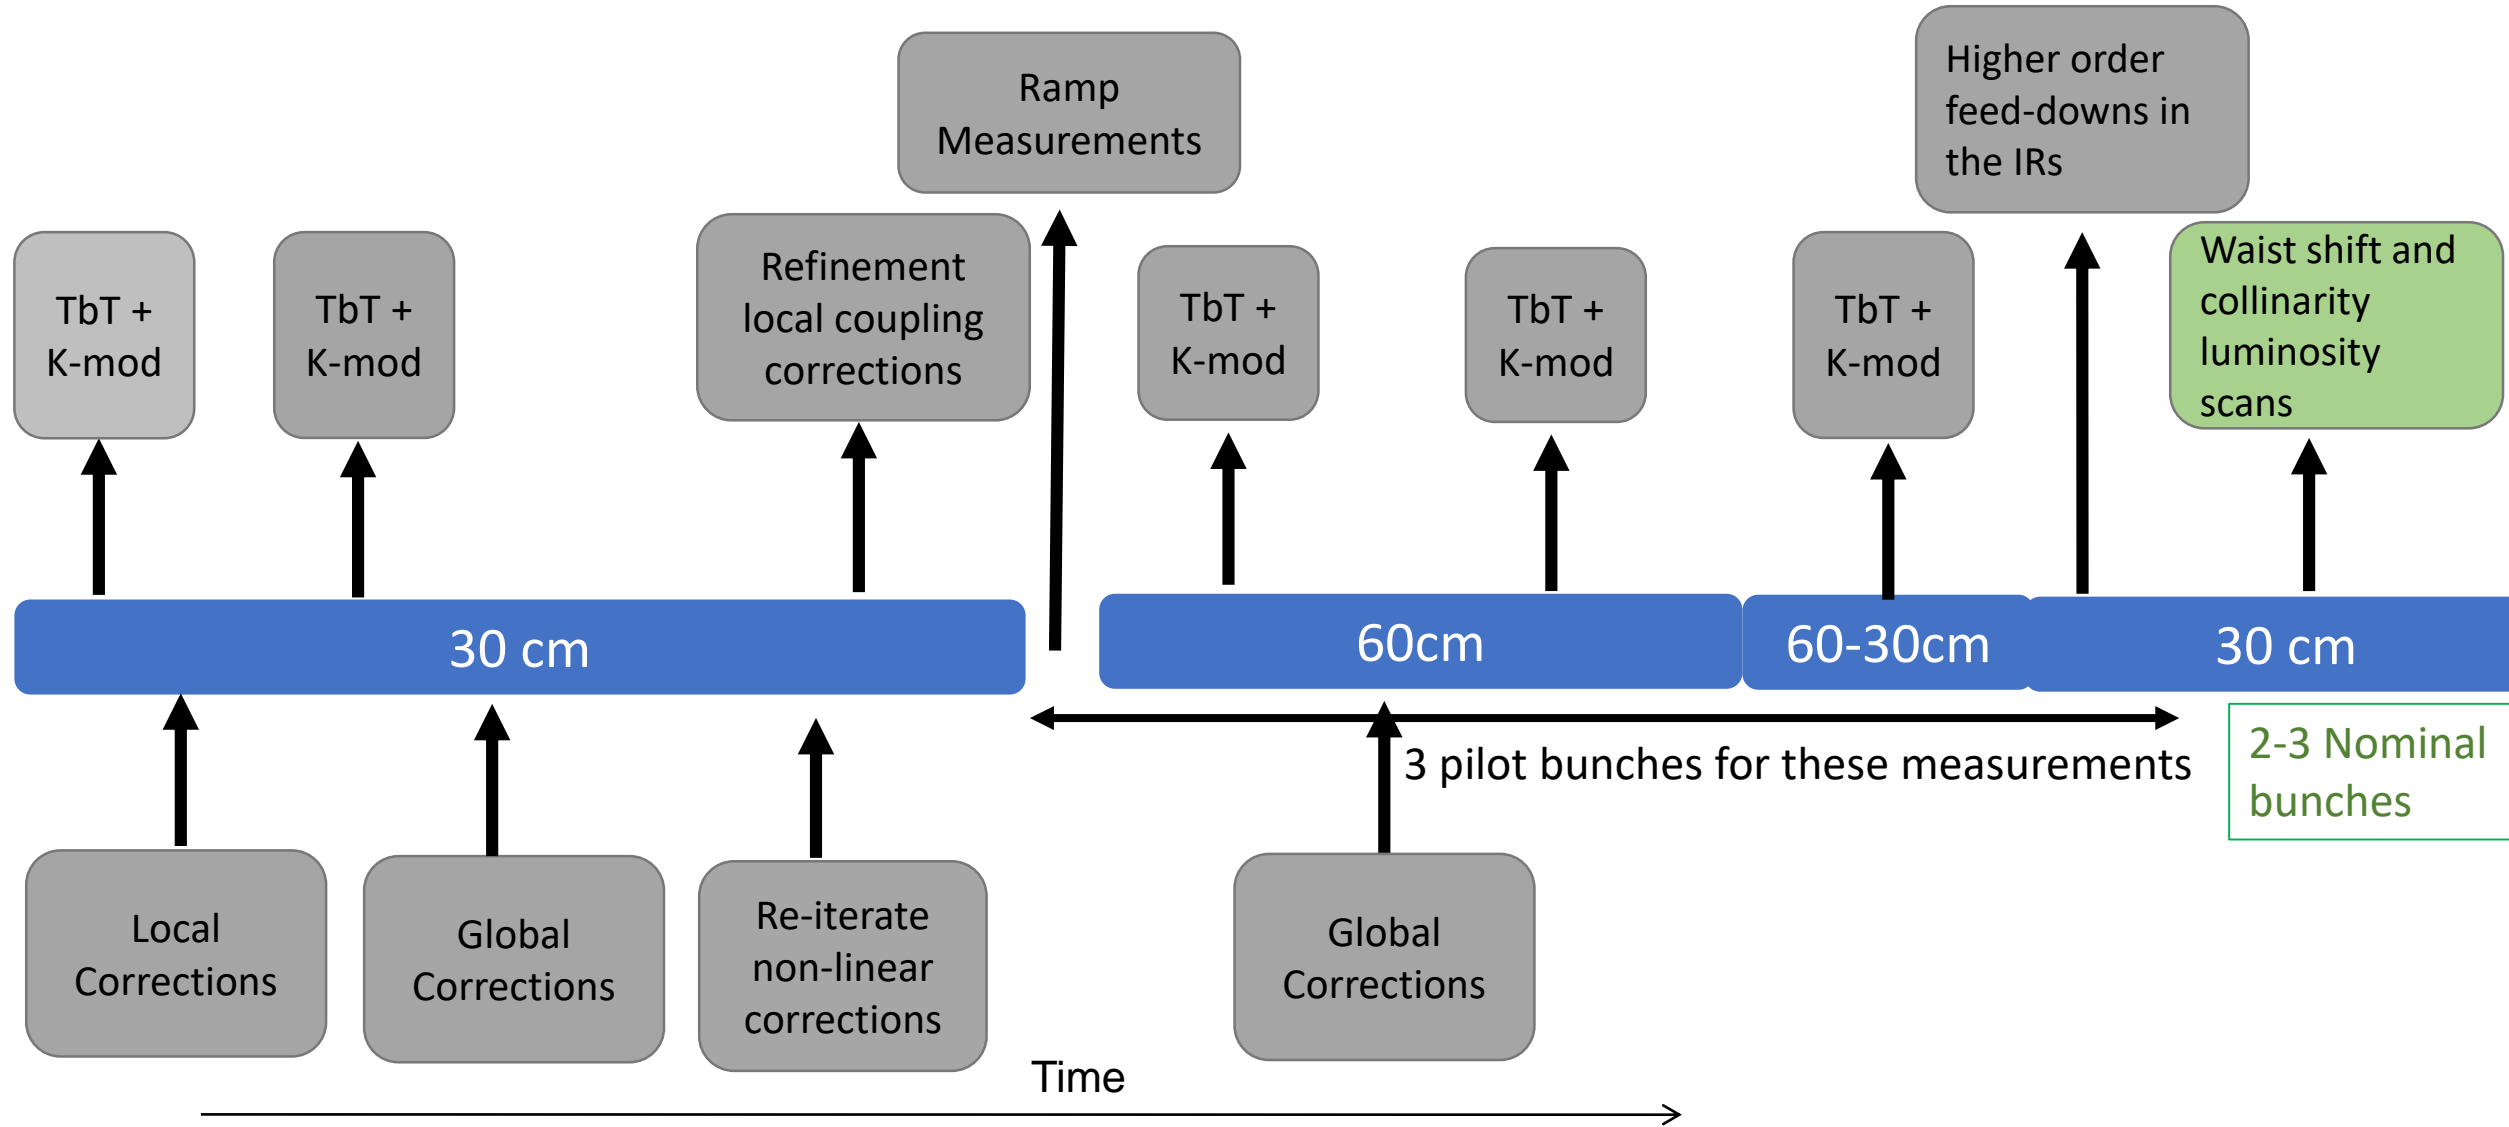 Ramp
Measurements
Higher order
feed-downs in
the IRs
TbT +
K-mod
TbT +
K-mod
Refinement
local coupling
corrections
TbT +
K-mod
TbT +
K-mod
TbT +
K-mod
Waist shift and
collinarity
luminosity
scans
30 cm
60cm
60-30cm
30 cm
3 pilot bunches for these measurements
2-3 Nominal
bunches
Local
Corrections
Global
Corrections
Re-iterate
non-linear
corrections
Global
Corrections
Time